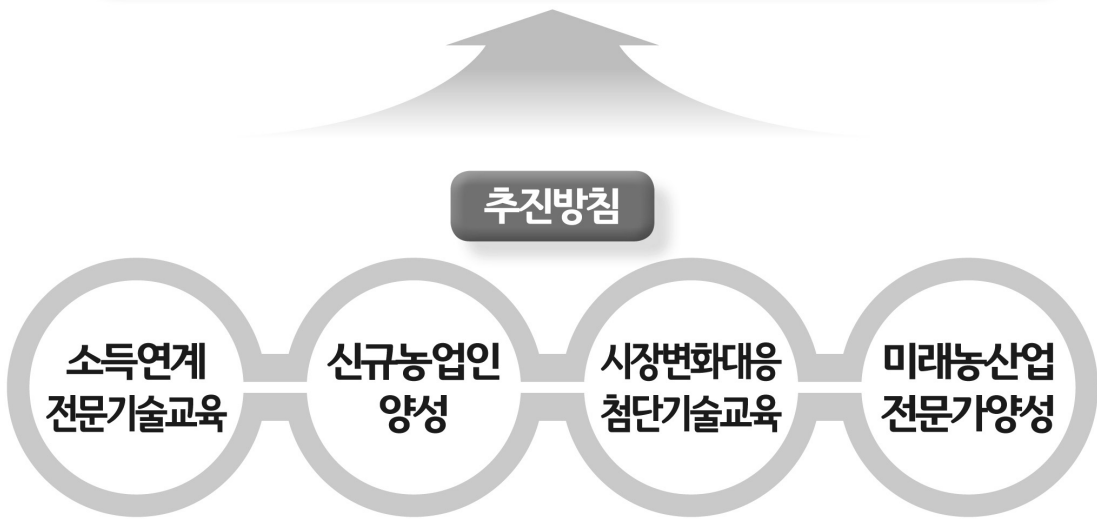 추진방침
소득연계
전문기술교육
신규농업인
양성
시장변화대응
첨단기술교육
미래농산업
전문가양성